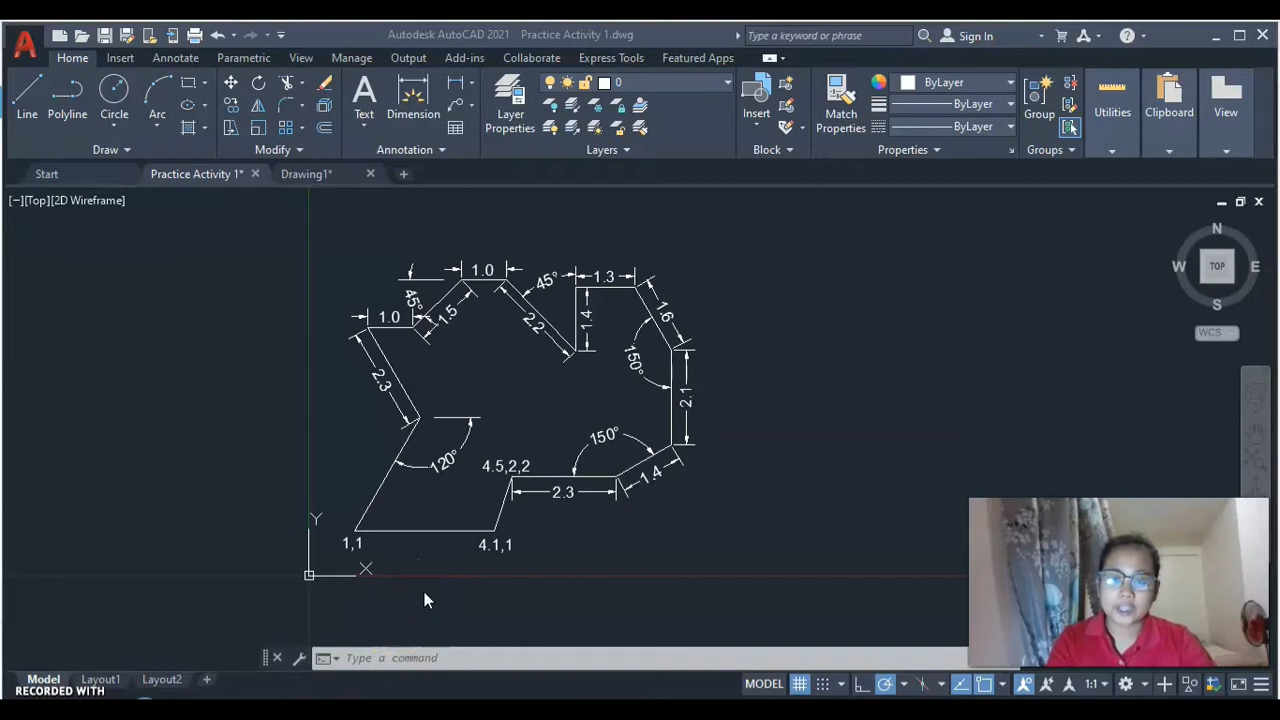 Autodesk AutoCAD 2021 Practice Activity 1.dwg
Type a keyword or phrase
Sign In
Home Insert Annotate Parametric View Manage Output Add-ins Collaborate Express Tools Featured Apps
0
ByLayer
ByLayer
ByLayer
Line Polyline Circle Arc
Text Dimension
Layer Properties
Insert
Match Properties
Group
Utilities Clipboard View
Draw Modify Annotation Layers Block Properties Groups
Start Practice Activity 1* Drawing1*
[−][Top][2D Wireframe]
N
W TOP E
S
WCS
1.0
45°
1.3
45°
1.0
1.5
2.2
1.4
1.6
2.3
150°
2.1
120°
4.5,2,2
150°
2.3
1.4
1,1
4.1,1
Y
X
Type a command
Model Layout1 Layout2
MODEL
1:1
RECORDED WITH